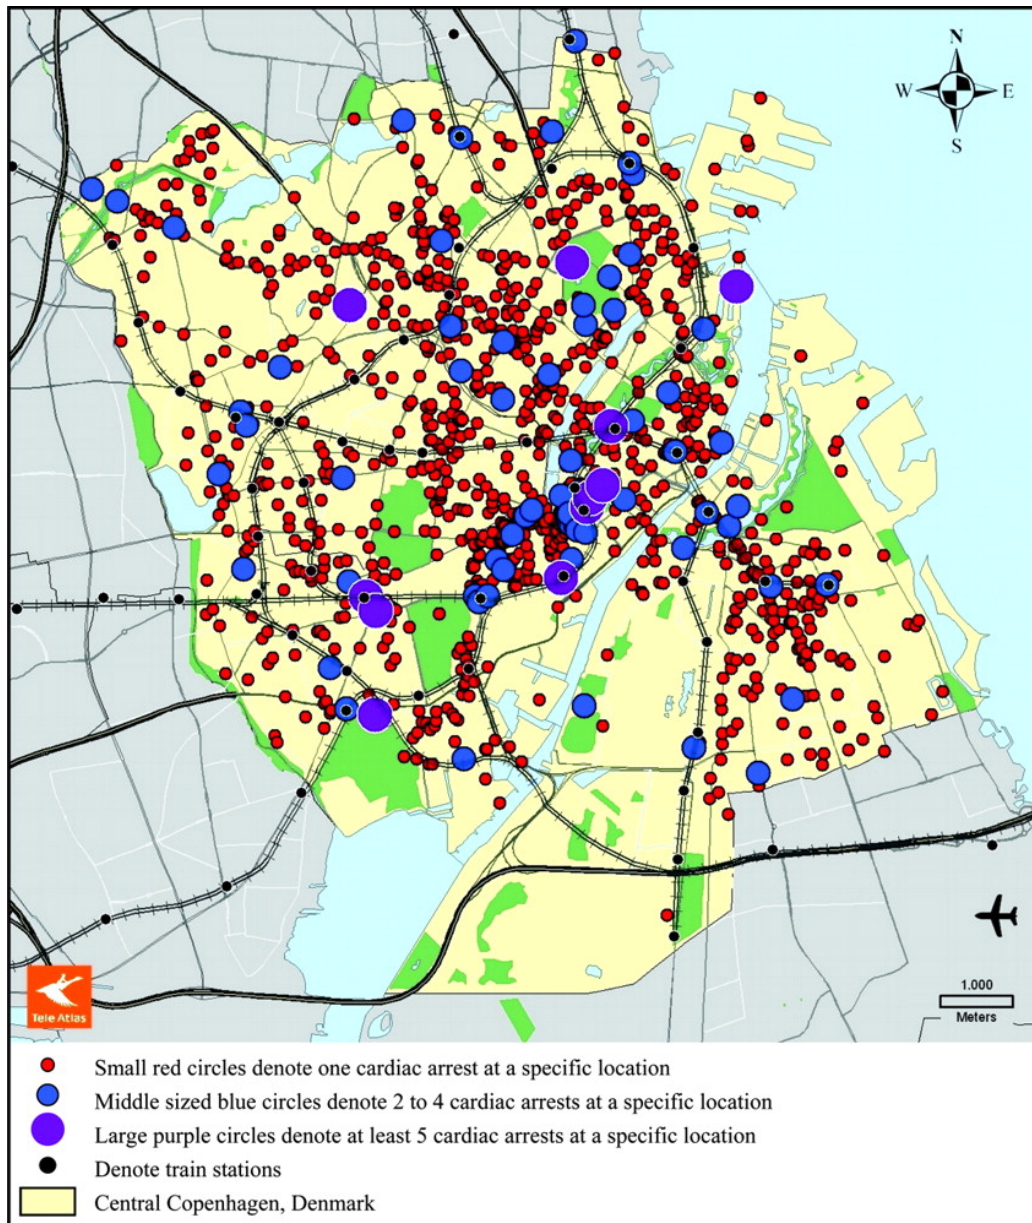 N
W E
S
1.000
Meters
Tele Atlas
Small red circles denote one cardiac arrest at a specific location
Middle sized blue circles denote 2 to 4 cardiac arrests at a specific location
Large purple circles denote at least 5 cardiac arrests at a specific location
Denote train stations
Central Copenhagen, Denmark